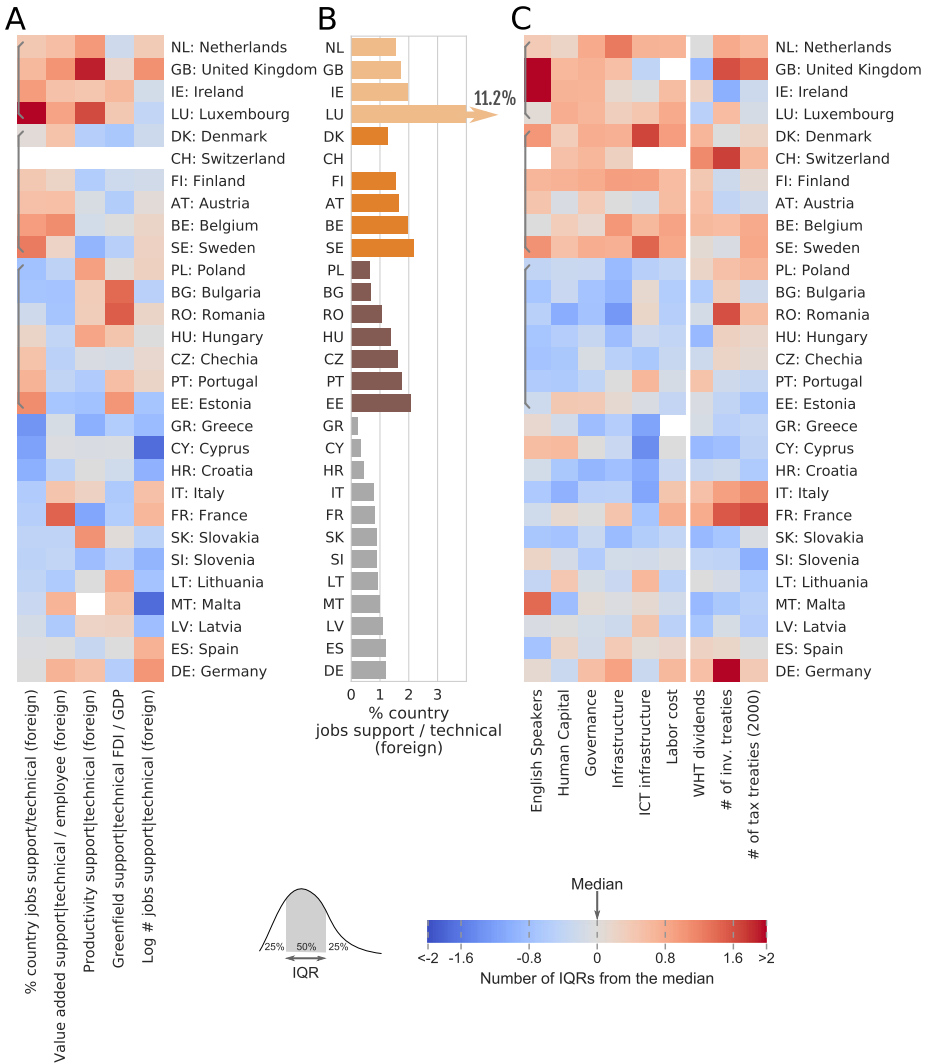 A
B
C
NL: Netherlands
GB: United Kingdom
IE: Ireland
LU: Luxembourg
DK: Denmark
CH: Switzerland
FI: Finland
AT: Austria
BE: Belgium
SE: Sweden
PL: Poland
BG: Bulgaria
RO: Romania
HU: Hungary
CZ: Chechia
PT: Portugal
EE: Estonia
GR: Greece
CY: Cyprus
HR: Croatia
IT: Italy
FR: France
SK: Slovakia
SI: Slovenia
LT: Lithuania
MT: Malta
LV: Latvia
ES: Spain
DE: Germany
% country jobs support/technical (foreign)
Value added support|technical / employee (foreign)
Productivity support|technical (foreign)
Greenfield support|technical FDI / GDP
Log # jobs support|technical (foreign)
NL
GB
IE
LU
11.2%
DK
CH
FI
AT
BE
SE
PL
BG
RO
HU
CZ
PT
EE
GR
CY
HR
IT
FR
SK
SI
LT
MT
LV
ES
DE
0 1 2 3
% country
jobs support / technical
(foreign)
NL: Netherlands
GB: United Kingdom
IE: Ireland
LU: Luxembourg
DK: Denmark
CH: Switzerland
FI: Finland
AT: Austria
BE: Belgium
SE: Sweden
PL: Poland
BG: Bulgaria
RO: Romania
HU: Hungary
CZ: Chechia
PT: Portugal
EE: Estonia
GR: Greece
CY: Cyprus
HR: Croatia
IT: Italy
FR: France
SK: Slovakia
SI: Slovenia
LT: Lithuania
MT: Malta
LV: Latvia
ES: Spain
DE: Germany
English Speakers
Human Capital
Governance
Infrastructure
ICT infrastructure
Labor cost
WHT dividends
# of inv. treaties
# of tax treaties (2000)
25% 50% 25%
IQR
Median
<-2 -1.6 -0.8 0 0.8 1.6 >2
Number of IQRs from the median